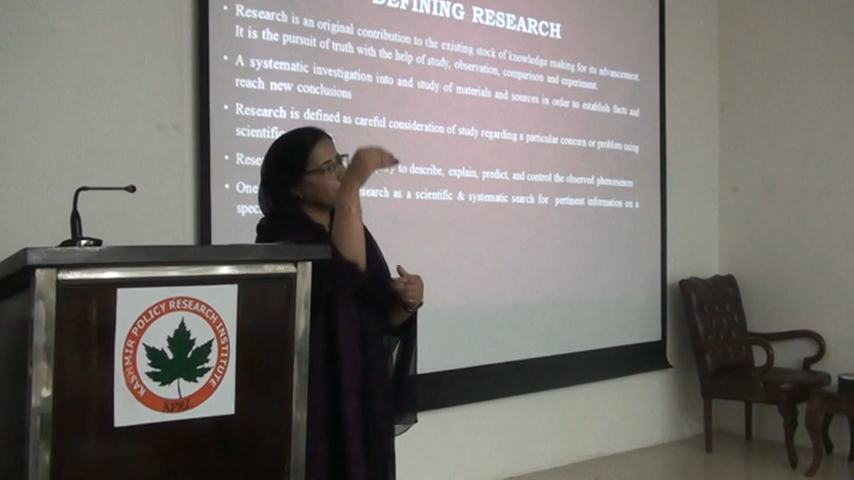 DEFINING RESEARCH
• Research is an original contribution to the existing stock of knowledge making for its advancement.
It is the pursuit of truth with the help of study, observation, comparison and experiment.
• A systematic investigation into and study of materials and sources in order to establish facts and
reach new conclusions
• Research is defined as careful consideration of study regarding a particular concern or problem using
scientific
• to describe, explain, predict, and control the observed phenomenon
• One as a scientific & systematic search for pertinent information on a
KASHMIR POLICY RESEARCH INSTITUTE
KPRI